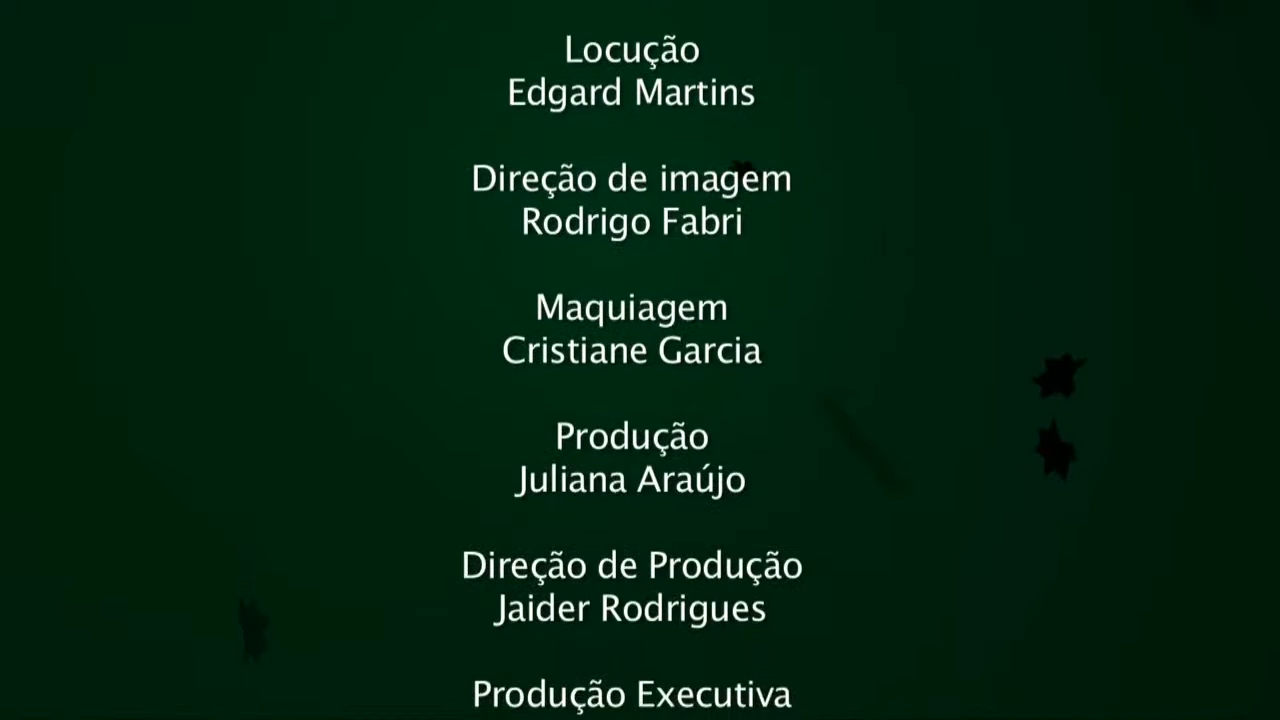 Locução
Edgard Martins
Direção de imagem
Rodrigo Fabri
Maquiagem
Cristiane Garcia
Produção
Juliana Araújo
Direção de Produção
Jaider Rodrigues
Produção Executiva